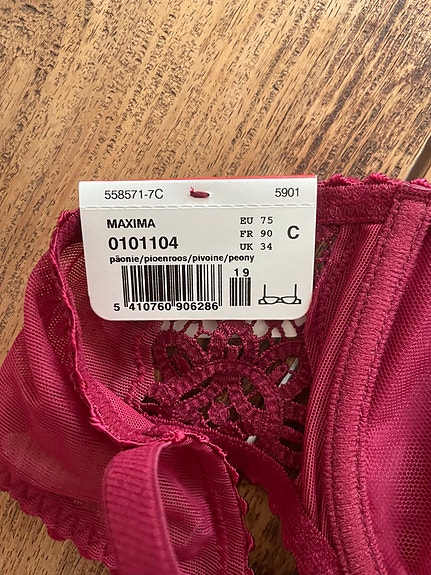 558571-7C 5901
MAXIMA
0101104
EU 75
FR 90
UK 34
C
päonie/pioenroos/pivoine/peony
19
5 410760 906286